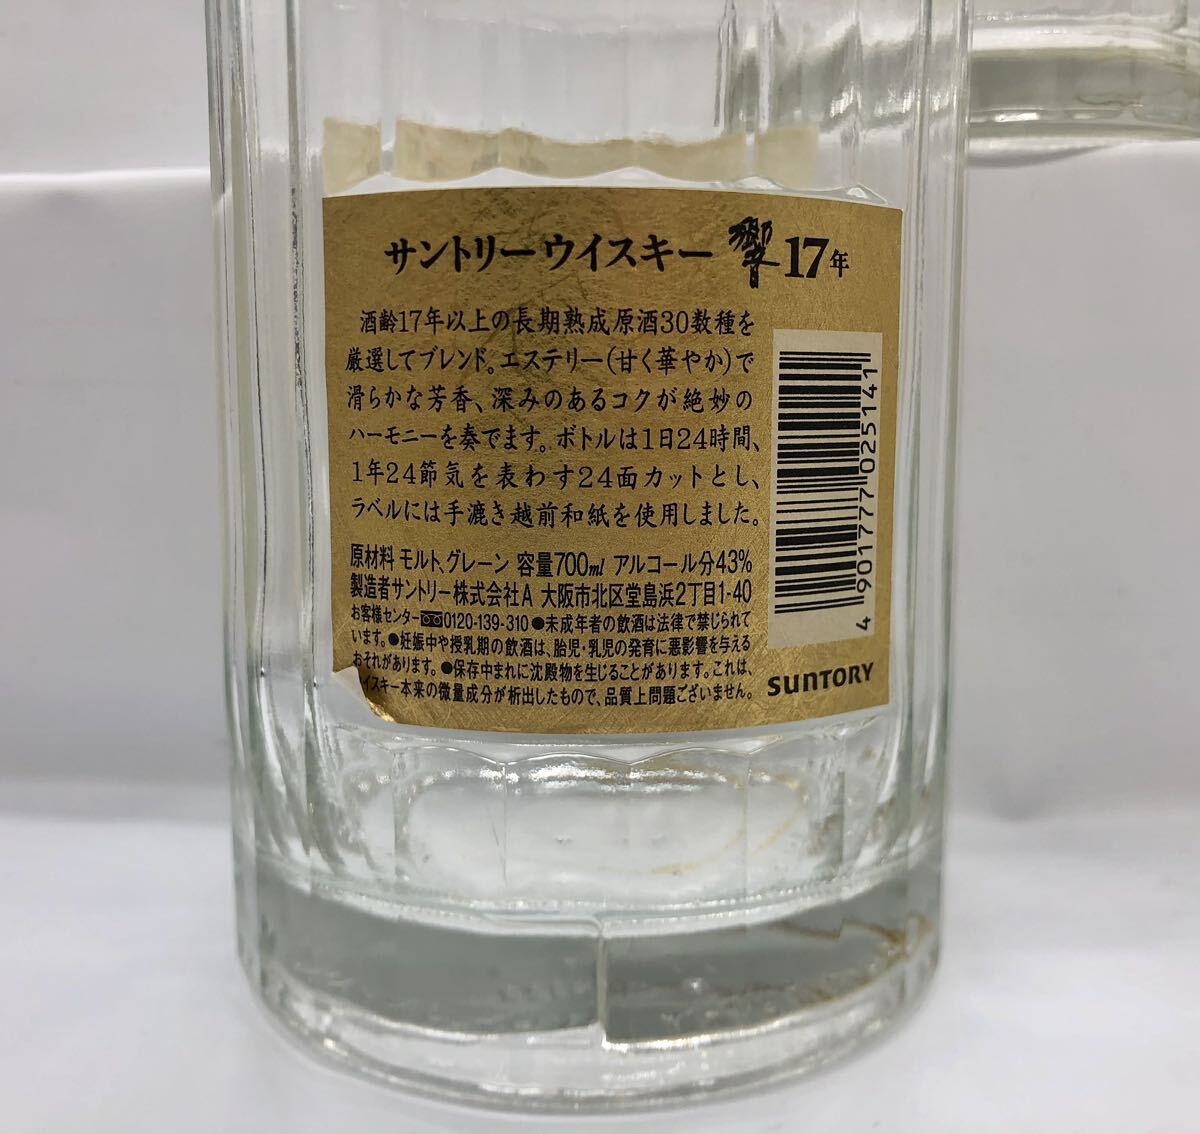 サントリーウイスキー 響 17年
酒齢17年以上の長期熟成原酒30数種を
厳選してブレンド。エステリー(甘く華やか)で
滑らかな芳香、深みのあるコクが絶妙の
ハーモニーを奏でます。ボトルは1日24時間、
1年24節気を表わす24面カットとし、
ラベルには手漉き越前和紙を使用しました。
原材料 モルト、グレーン 容量700ml アルコール分43%
製造者サントリー株式会社A 大阪市北区堂島浜2丁目1-40
お客様センター 0120-139-310 ●未成年者の飲酒は法律で禁じられて
います。●妊娠中や授乳期の飲酒は、胎児・乳児の発育に悪影響を与える
おそれがあります。●保存中まれに沈殿物を生じることがあります。これは、
イスキー本来の微量成分が析出したもので、品質上問題ございません。
4 901777 025141
SUNTORY